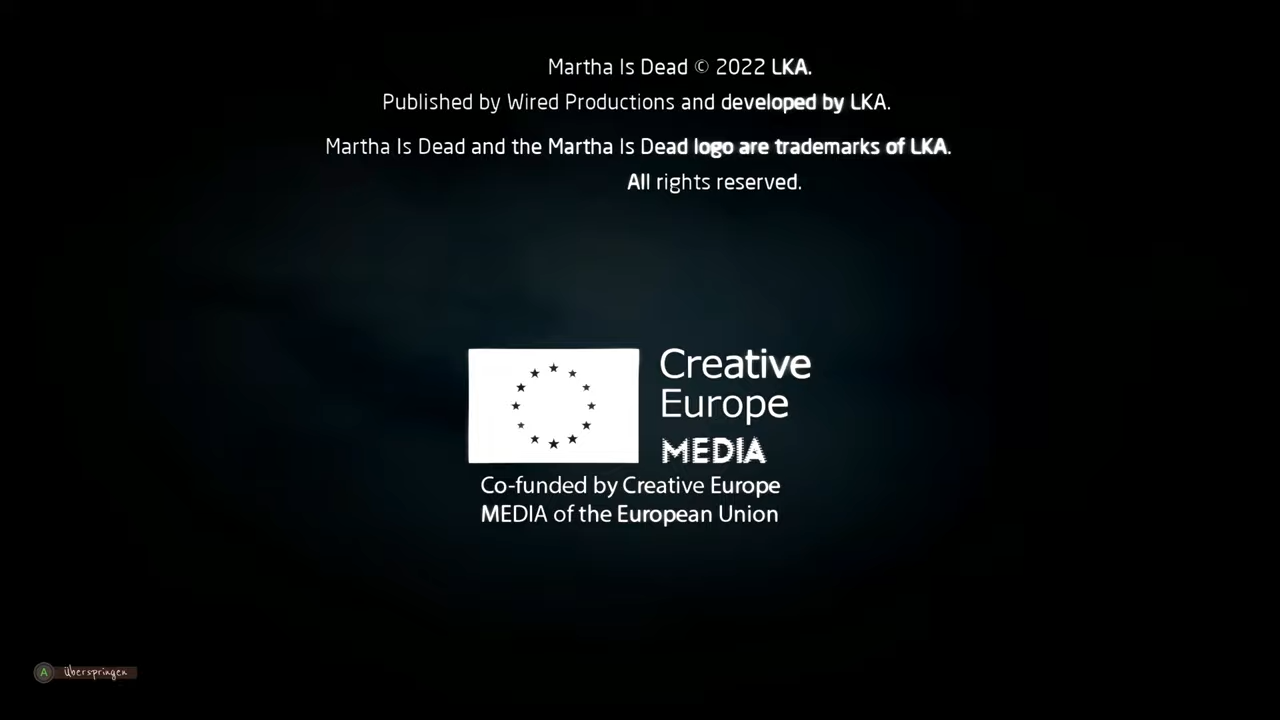 Martha Is Dead © 2022 LKA.
Published by Wired Productions and developed by LKA.
Martha Is Dead and the Martha Is Dead logo are trademarks of LKA.
All rights reserved.
Creative
Europe
MEDIA
Co-funded by Creative Europe
MEDIA of the European Union
A Überspringen